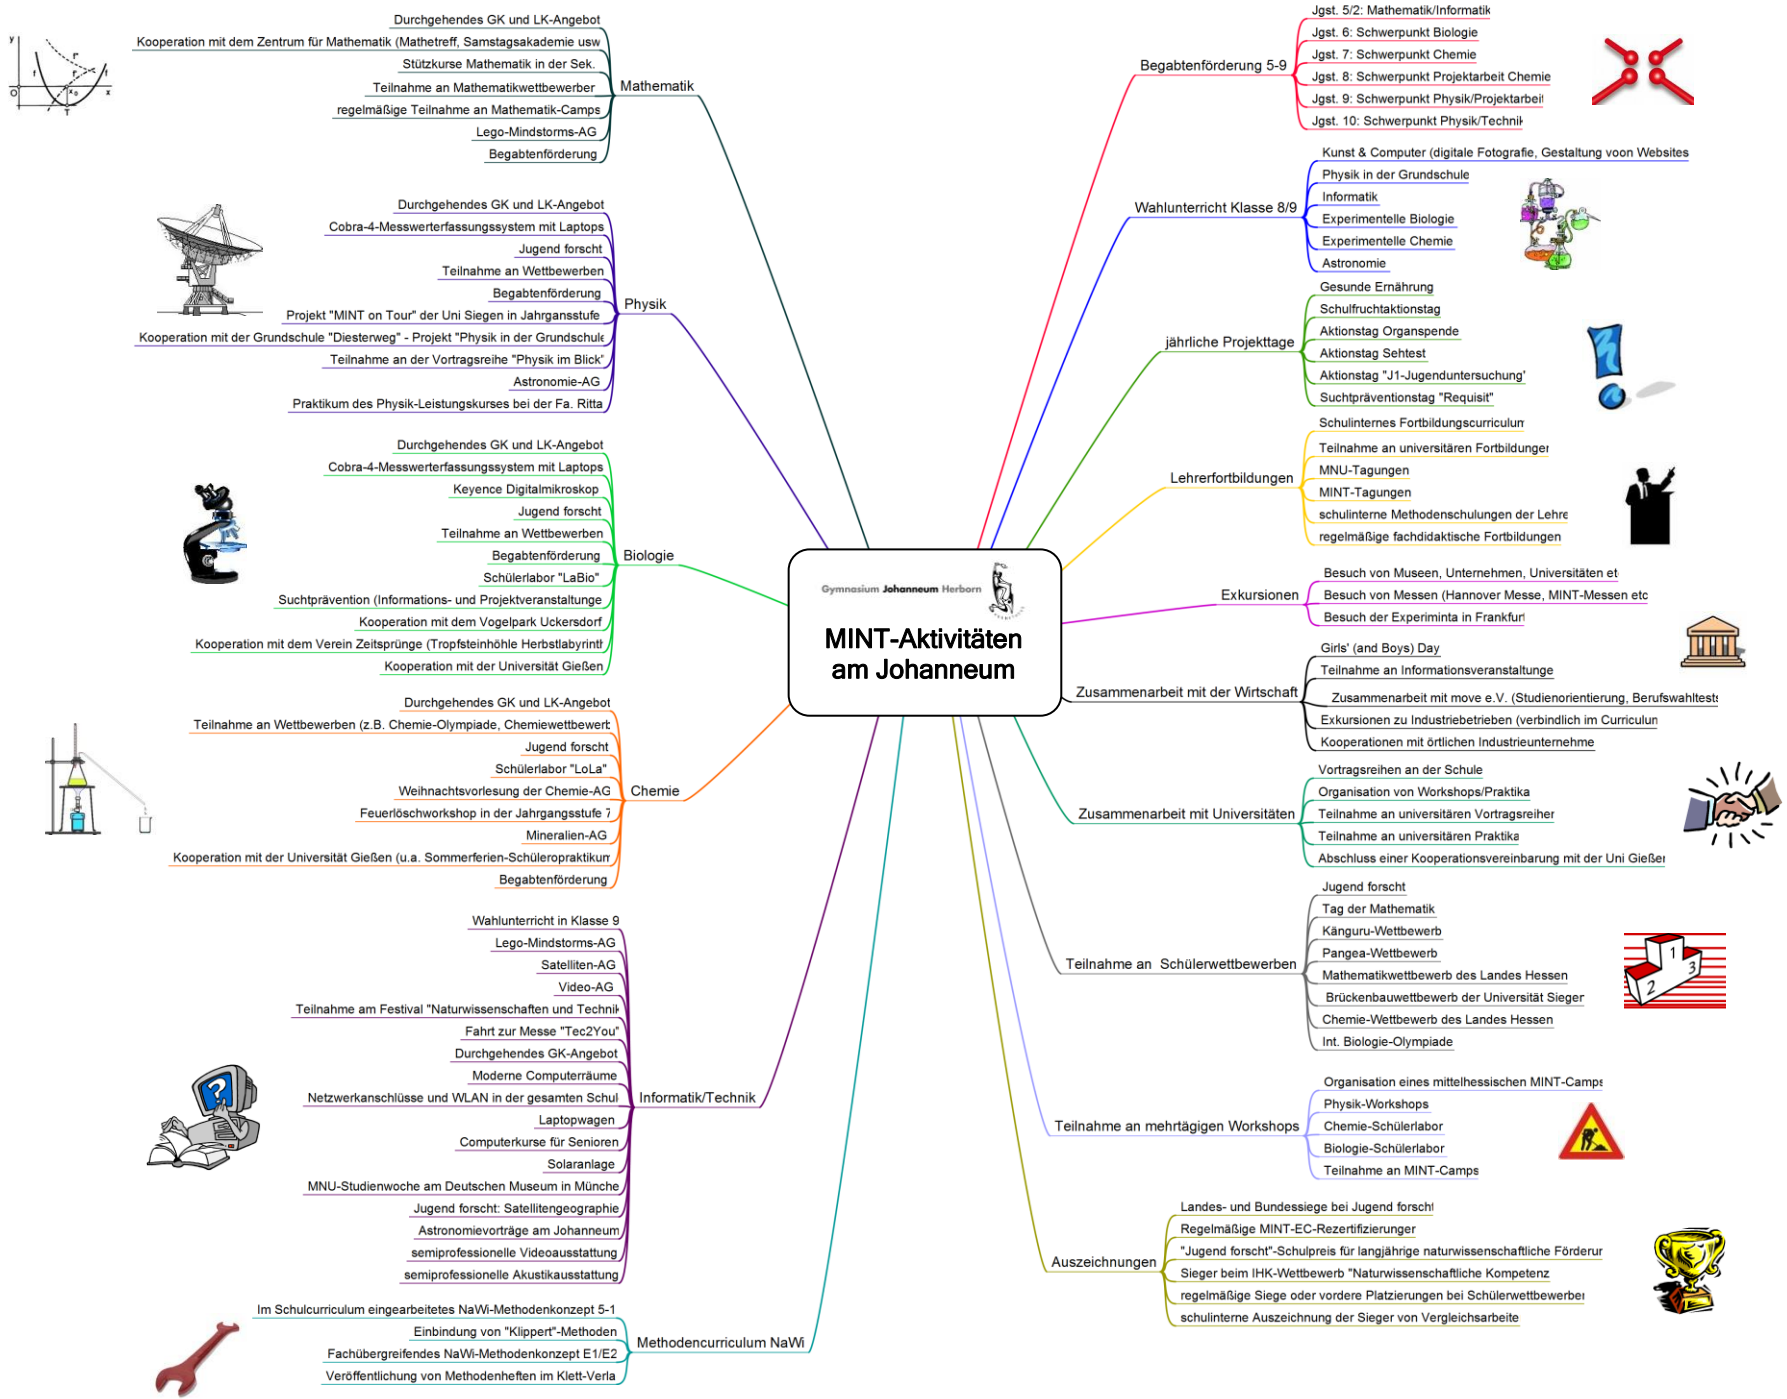 Gymnasium Johanneum Herborn
MINT-Aktivitäten
am Johanneum
Mathematik
Durchgehendes GK und LK-Angebot
Kooperation mit dem Zentrum für Mathematik (Mathetreff, Samstagsakademie usw
Stützkurse Mathematik in der Sek.
Teilnahme an Mathematikwettbewerber
regelmäßige Teilnahme an Mathematik-Camps
Lego-Mindstorms-AG
Begabtenförderung
Physik
Durchgehendes GK und LK-Angebot
Cobra-4-Messwerterfassungssystem mit Laptops
Jugend forscht
Teilnahme an Wettbewerben
Begabtenförderung
Projekt "MINT on Tour" der Uni Siegen in Jahrgansstufe
Kooperation mit der Grundschule "Diesterweg" - Projekt "Physik in der Grundschule
Teilnahme an der Vortragsreihe "Physik im Blick"
Astronomie-AG
Praktikum des Physik-Leistungskurses bei der Fa. Ritta
Biologie
Durchgehendes GK und LK-Angebot
Cobra-4-Messwerterfassungssystem mit Laptops
Keyence Digitalmikroskop
Jugend forscht
Teilnahme an Wettbewerben
Begabtenförderung
Schülerlabor "LaBio"
Suchtprävention (Informations- und Projektveranstaltunge
Kooperation mit dem Vogelpark Uckersdorf
Kooperation mit dem Verein Zeitsprünge (Tropfsteinhöhle Herbstlabyrinth
Kooperation mit der Universität Gießen
Chemie
Durchgehendes GK und LK-Angebot
Teilnahme an Wettbewerben (z.B. Chemie-Olympiade, Chemiewettbewerb
Jugend forscht
Schülerlabor "LoLa"
Weihnachtsvorlesung der Chemie-AG
Feuerlöschworkshop in der Jahrgangsstufe 7
Mineralien-AG
Kooperation mit der Universität Gießen (u.a. Sommerferien-Schüleropraktikum
Begabtenförderung
Informatik/Technik
Wahlunterricht in Klasse 9
Lego-Mindstorms-AG
Satelliten-AG
Video-AG
Teilnahme am Festival "Naturwissenschaften und Technik
Fahrt zur Messe "Tec2You"
Durchgehendes GK-Angebot
Moderne Computerräume
Netzwerkanschlüsse und WLAN in der gesamten Schul
Laptopwagen
Computerkurse für Senioren
Solaranlage
MNU-Studienwoche am Deutschen Museum in Münche
Jugend forscht: Satellitengeographie
Astronomievorträge am Johanneum
semiprofessionelle Videoausstattung
semiprofessionelle Akustikausstattung
Methodencurriculum NaWi
Im Schulcurriculum eingearbeitetes NaWi-Methodenkonzept 5-1
Einbindung von "Klippert"-Methoden
Fachübergreifendes NaWi-Methodenkonzept E1/E2
Veröffentlichung von Methodenheften im Klett-Verla
Begabtenförderung 5-9
Jgst. 5/2: Mathematik/Informatik
Jgst. 6: Schwerpunkt Biologie
Jgst. 7: Schwerpunkt Chemie
Jgst. 8: Schwerpunkt Projektarbeit Chemie
Jgst. 9: Schwerpunkt Physik/Projektarbeit
Jgst. 10: Schwerpunkt Physik/Technik
Wahlunterricht Klasse 8/9
Kunst & Computer (digitale Fotografie, Gestaltung voon Websites
Physik in der Grundschule
Informatik
Experimentelle Biologie
Experimentelle Chemie
Astronomie
jährliche Projekttage
Gesunde Ernährung
Schulfruchtaktionstag
Aktionstag Organspende
Aktionstag Sehtest
Aktionstag "J1-Jugenduntersuchung"
Suchtpräventionstag "Requisit"
Lehrerfortbildungen
Schulinternes Fortbildungscurriculum
Teilnahme an universitären Fortbildungen
MNU-Tagungen
MINT-Tagungen
schulinterne Methodenschulungen der Lehre
regelmäßige fachdidaktische Fortbildungen
Exkursionen
Besuch von Museen, Unternehmen, Universitäten etc
Besuch von Messen (Hannover Messe, MINT-Messen etc
Besuch der Experiminta in Frankfurt
Zusammenarbeit mit der Wirtschaft
Girls' (and Boys) Day
Teilnahme an Informationsveranstaltunge
Zusammenarbeit mit move e.V. (Studienorientierung, Berufswahltests
Exkursionen zu Industriebetrieben (verbindlich im Curriculum
Kooperationen mit örtlichen Industrieunternehme
Zusammenarbeit mit Universitäten
Vortragsreihen an der Schule
Organisation von Workshops/Praktika
Teilnahme an universitären Vortragsreihen
Teilnahme an universitären Praktika
Abschluss einer Kooperationsvereinbarung mit der Uni Gießen
Teilnahme an Schülerwettbewerben
Jugend forscht
Tag der Mathematik
Känguru-Wettbewerb
Pangea-Wettbewerb
Mathematikwettbewerb des Landes Hessen
Brückenbauwettbewerb der Universität Siegen
Chemie-Wettbewerb des Landes Hessen
Int. Biologie-Olympiade
Teilnahme an mehrtägigen Workshops
Organisation eines mittelhessischen MINT-Camps
Physik-Workshops
Chemie-Schülerlabor
Biologie-Schülerlabor
Teilnahme an MINT-Camps
Auszeichnungen
Landes- und Bundessiege bei Jugend forscht
Regelmäßige MINT-EC-Rezertifizierunger
"Jugend forscht"-Schulpreis für langjährige naturwissenschaftliche Förderun
Sieger beim IHK-Wettbewerb "Naturwissenschaftliche Kompetenz
regelmäßige Siege oder vordere Platzierungen bei Schülerwettbewerben
schulinterne Auszeichnung der Sieger von Vergleichsarbeite
1
2
3
?
y
x
O
T